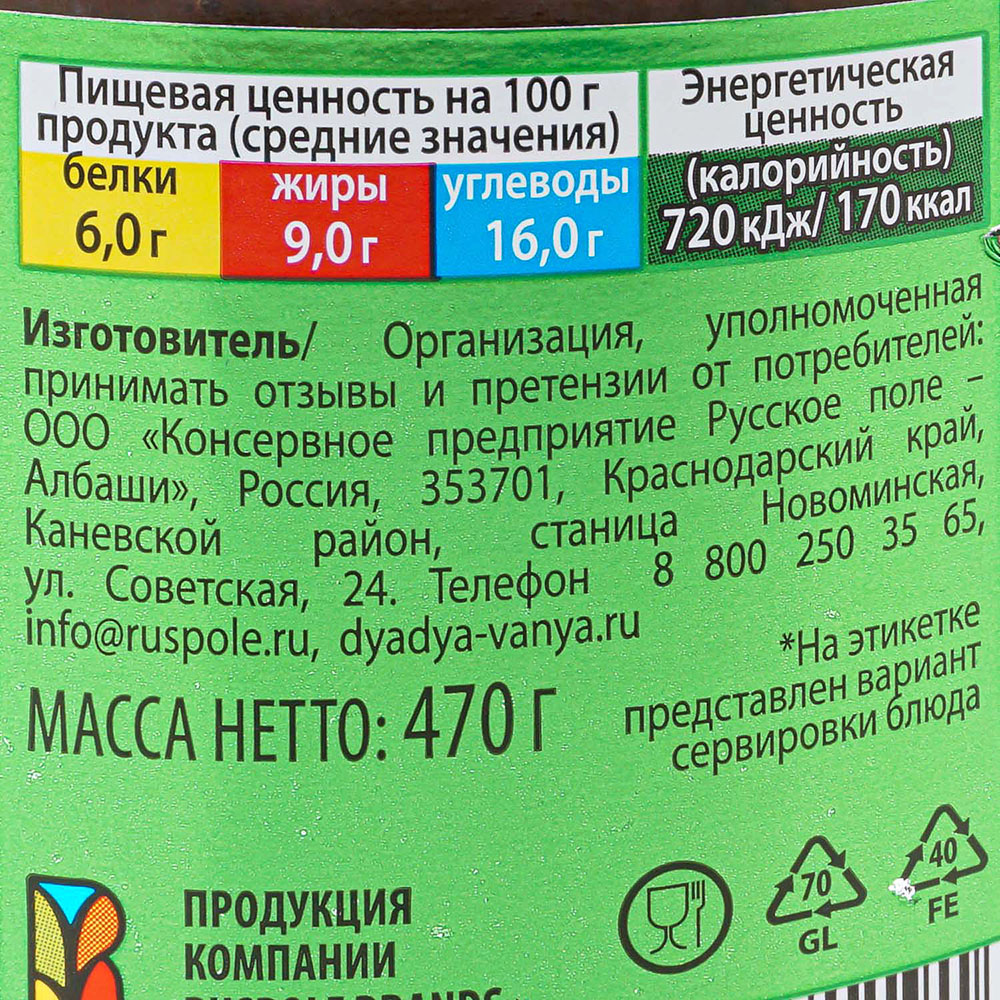 Пищевая ценность на 100 г
продукта (средние значения)
белки
6,0 г
жиры
9,0 г
углеводы
16,0 г
Энергетическая
ценность
(калорийность)
720 кДж/ 170 ккал
Изготовитель/ Организация, уполномоченная
принимать отзывы и претензии от потребителей:
ООО «Консервное предприятие Русское поле –
Албаши», Россия, 353701, Краснодарский край,
Каневской район, станица Новоминская,
ул. Советская, 24. Телефон 8 800 250 35 65,
info@ruspole.ru, dyadya-vanya.ru
МАССА НЕТТО: 470 г
*На этикетке
представлен вариант
сервировки блюда
70
GL
40
FE
ПРОДУКЦИЯ
КОМПАНИИ
RUSPOLE BRANDS